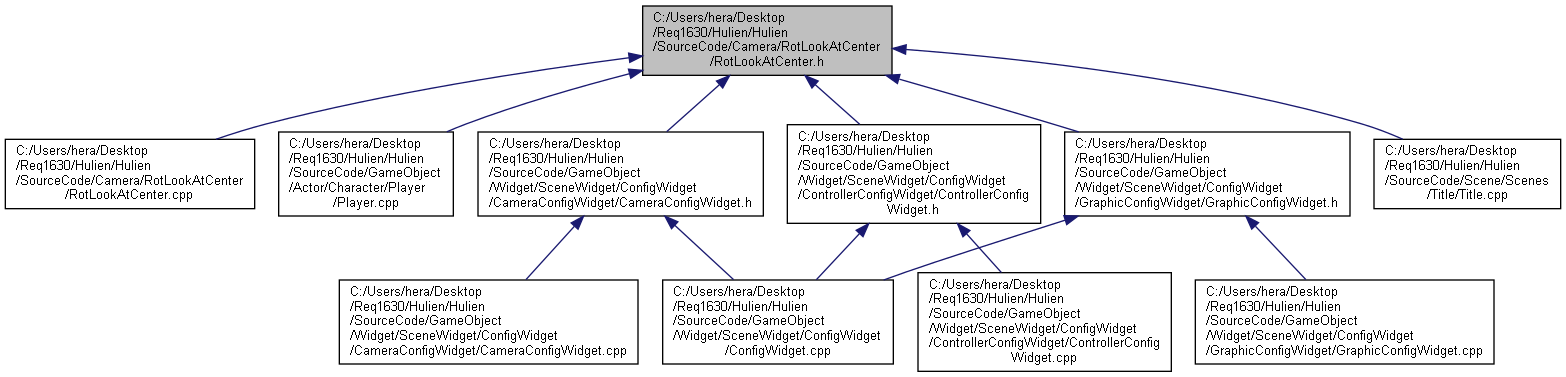 C:/Users/hera/Desktop
/Req1630/Hulien/Hulien
/SourceCode/Camera/RotLookAtCenter
/RotLookAtCenter.h
C:/Users/hera/Desktop
/Req1630/Hulien/Hulien
/SourceCode/Camera/RotLookAtCenter
/RotLookAtCenter.cpp
C:/Users/hera/Desktop
/Req1630/Hulien/Hulien
/SourceCode/GameObject
/Actor/Character/Player
/Player.cpp
C:/Users/hera/Desktop
/Req1630/Hulien/Hulien
/SourceCode/GameObject
/Widget/SceneWidget/ConfigWidget
/CameraConfigWidget/CameraConfigWidget.h
C:/Users/hera/Desktop
/Req1630/Hulien/Hulien
/SourceCode/GameObject
/Widget/SceneWidget/ConfigWidget
/ControllerConfigWidget/ControllerConfig
Widget.h
C:/Users/hera/Desktop
/Req1630/Hulien/Hulien
/SourceCode/GameObject
/Widget/SceneWidget/ConfigWidget
/GraphicConfigWidget/GraphicConfigWidget.h
C:/Users/hera/Desktop
/Req1630/Hulien/Hulien
/SourceCode/Scene/Scenes
/Title/Title.cpp
C:/Users/hera/Desktop
/Req1630/Hulien/Hulien
/SourceCode/GameObject
/Widget/SceneWidget/ConfigWidget
/CameraConfigWidget/CameraConfigWidget.cpp
C:/Users/hera/Desktop
/Req1630/Hulien/Hulien
/SourceCode/GameObject
/Widget/SceneWidget/ConfigWidget
/ConfigWidget.cpp
C:/Users/hera/Desktop
/Req1630/Hulien/Hulien
/SourceCode/GameObject
/Widget/SceneWidget/ConfigWidget
/ControllerConfigWidget/ControllerConfig
Widget.cpp
C:/Users/hera/Desktop
/Req1630/Hulien/Hulien
/SourceCode/GameObject
/Widget/SceneWidget/ConfigWidget
/GraphicConfigWidget/GraphicConfigWidget.cpp